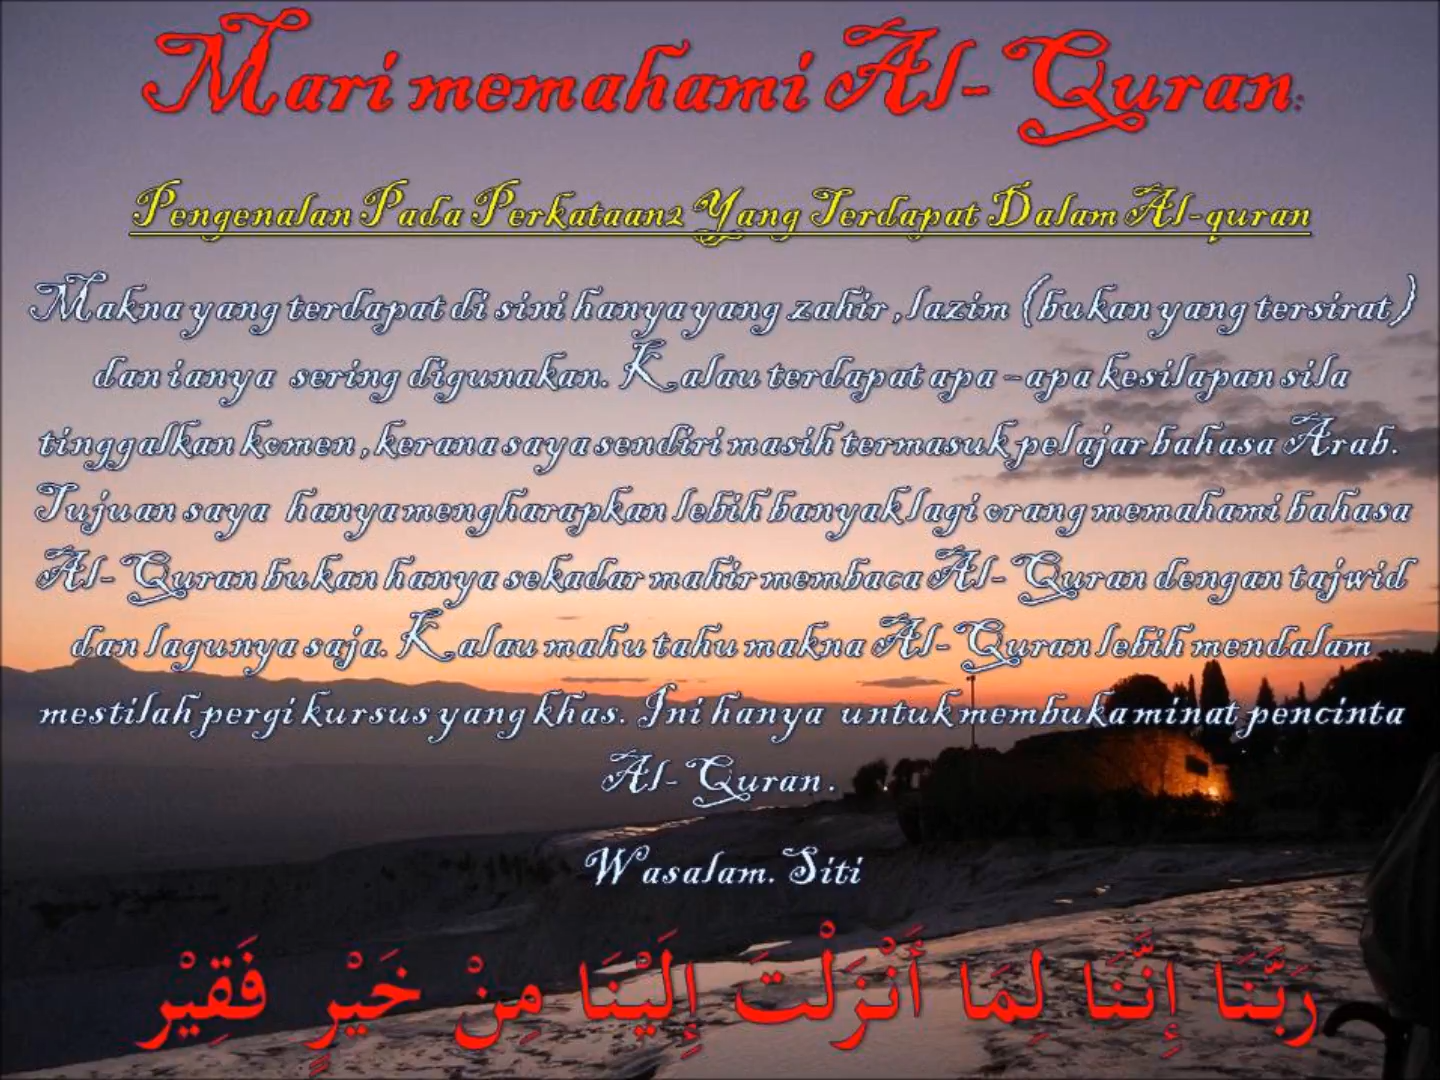 Mari memahami Al-Quran:
Pengenalan Pada Perkataan2 Yang Terdapat Dalam Al-quran
Makna yang terdapat di sini hanya yang zahir, lazim (bukan yang tersirat)
dan ianya sering digunakan. Kalau terdapat apa-apa kesilapan sila
tinggalkan komen, kerana saya sendiri masih termasuk pelajar bahasa Arab.
Tujuan saya hanya mengharapkan lebih banyak lagi orang memahami bahasa
Al-Quran bukan hanya sekadar mahir membaca Al-Quran dengan tajwid
dan lagunya saja. Kalau mahu tahu makna Al-Quran lebih mendalam
mestilah pergi kursus yang khas. Ini hanya untuk membuka minat pencinta
Al-Quran.
Wasalam. Siti
رَبَّنَا إِنَّنَا لِمَا أَنْزَلْتَ إِلَيْنَا مِنْ خَيْرٍ فَقِيْر